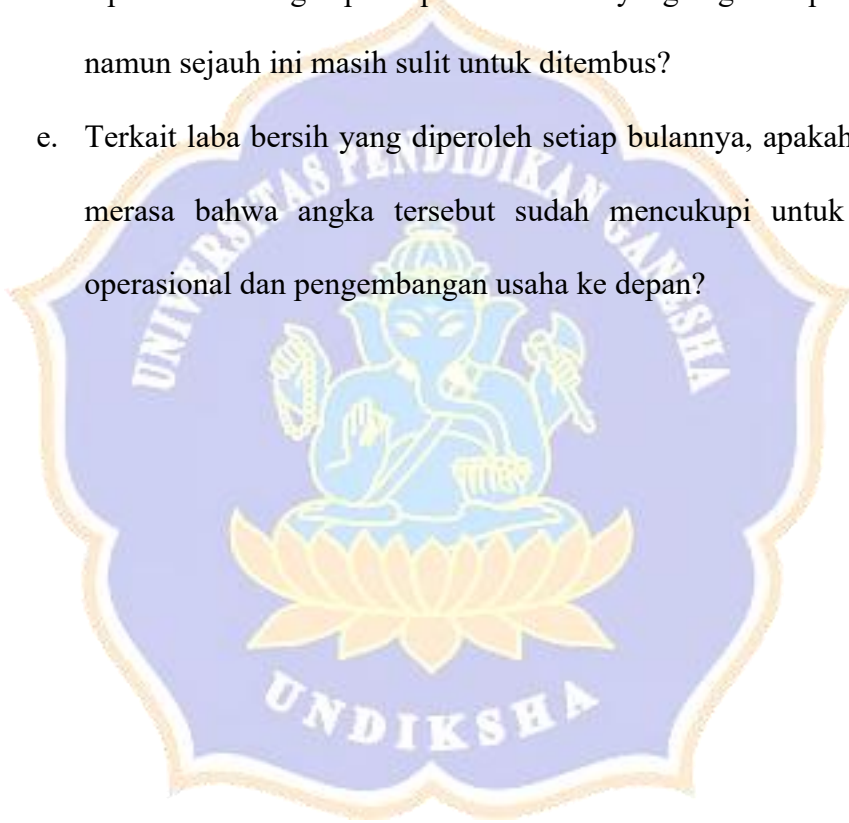 namun sejauh ini masih sulit untuk ditembus?
e. Terkait laba bersih yang diperoleh setiap bulannya, apakah
merasa bahwa angka tersebut sudah mencukupi untuk
operasional dan pengembangan usaha ke depan?
UNIVERSITAS PENDIDIKAN GANESHA
UNDIKSHA